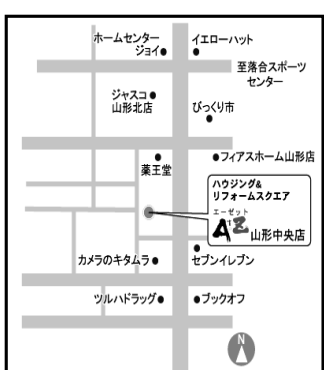 ホームセンター
ジョイ
イエローハット
至落合スポーツ
センター
ジャスコ
山形北店
びっくり市
薬王堂
フィアスホーム山形店
ハウジング&
リフォームスクエア
エーゼット
AZ 山形中央店
カメラのキタムラ
セブンイレブン
ツルハドラッグ
ブックオフ
N